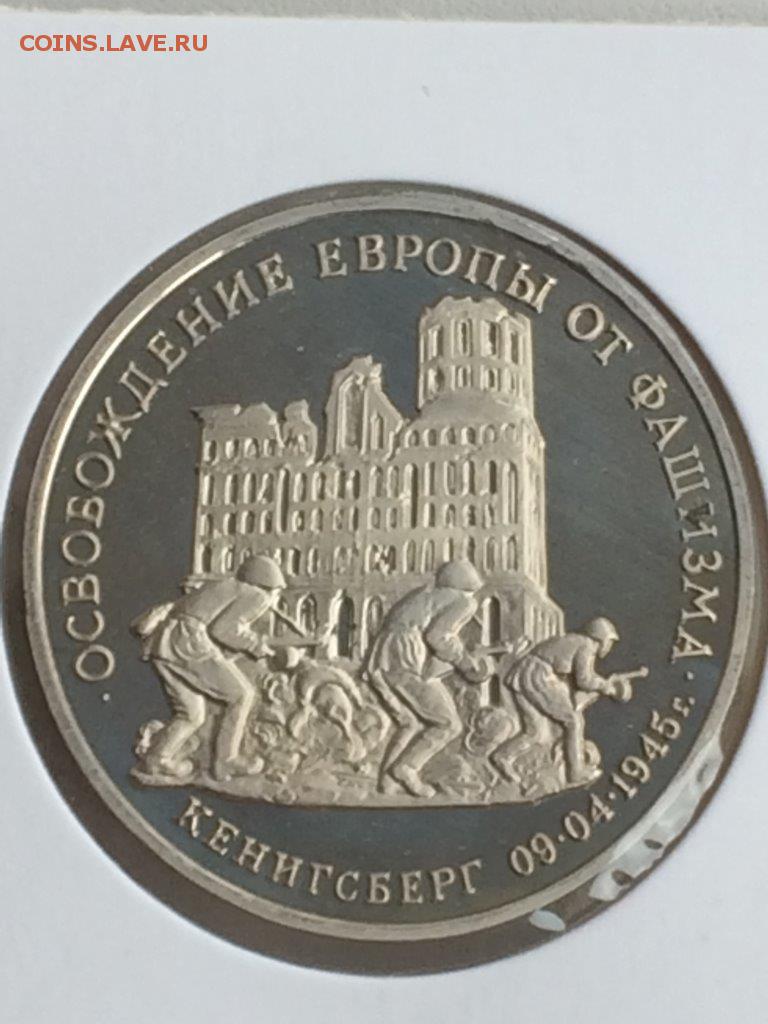 COINS.LAVE.RU
· ОСВОБОЖДЕНИЕ ЕВРОПЫ ОТ ФАШИЗМА ·
КЕНИГСБЕРГ 09·04·1945г.